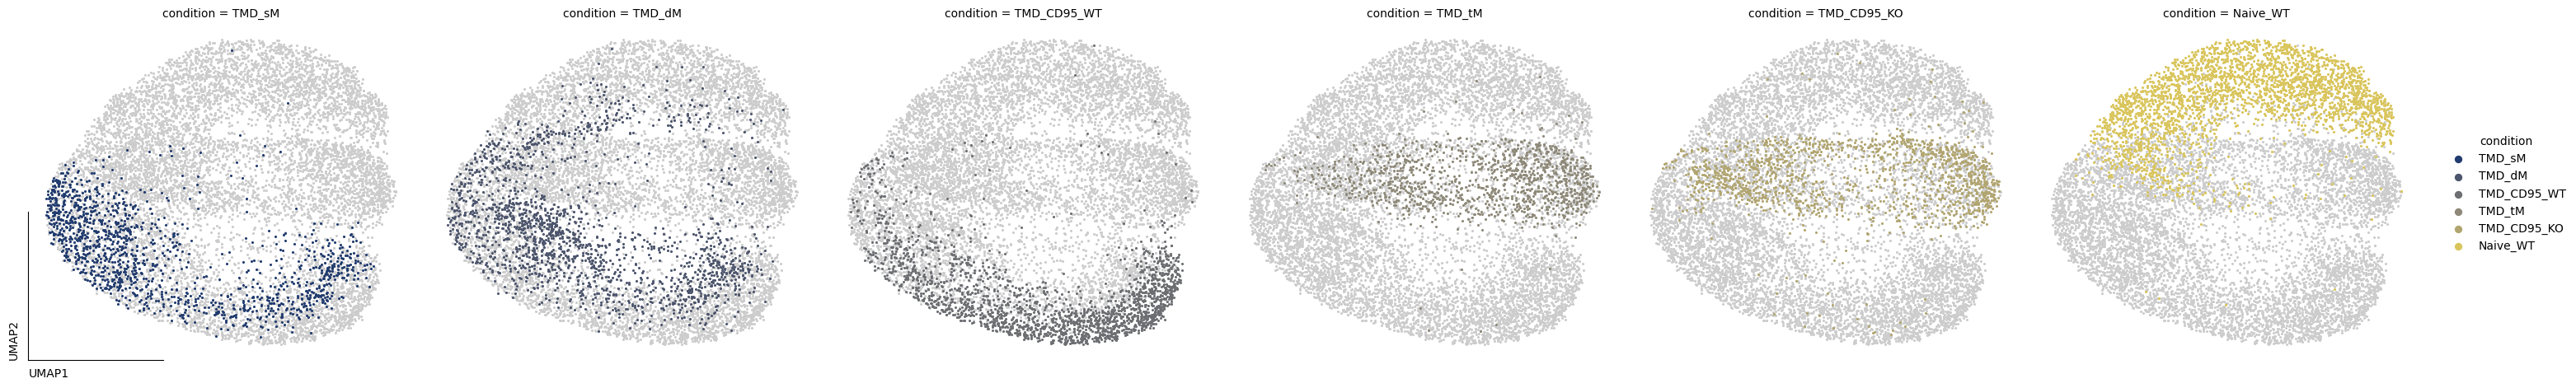 condition = TMD_sM
condition = TMD_dM
condition = TMD_CD95_WT
condition = TMD_tM
condition = TMD_CD95_KO
condition = Naive_WT
condition
TMD_sM
TMD_dM
TMD_CD95_WT
TMD_tM
TMD_CD95_KO
Naive_WT
UMAP2
UMAP1